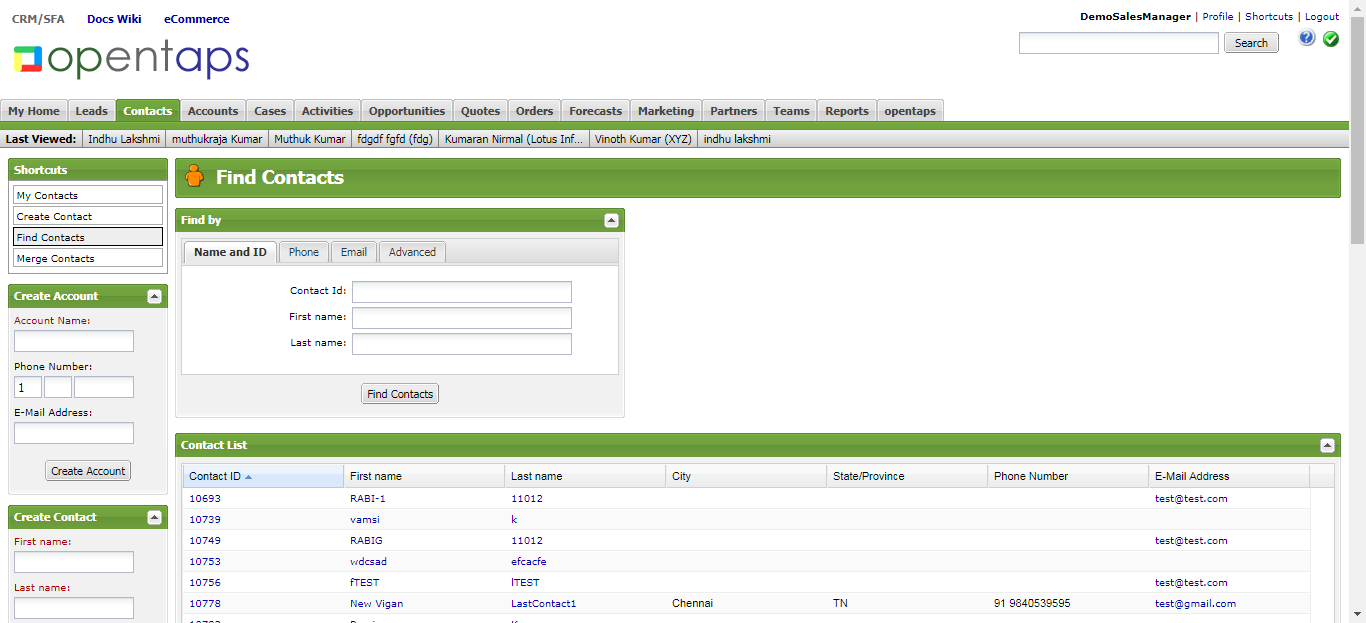 CRM/SFA Docs Wiki eCommerce
DemoSalesManager | Profile | Shortcuts | Logout
opentaps
Search
My Home Leads Contacts Accounts Cases Activities Opportunities Quotes Orders Forecasts Marketing Partners Teams Reports opentaps
Last Viewed: Indhu Lakshmi muthukraja Kumar Muthuk Kumar fdgdf fgfd (fdg) Kumaran Nirmal (Lotus Inf... Vinoth Kumar (XYZ) indhu lakshmi
Shortcuts
My Contacts
Create Contact
Find Contacts
Merge Contacts
Create Account
Account Name:
Phone Number:
1
E-Mail Address:
Create Account
Create Contact
First name:
Last name:
Find Contacts
Find by
Name and ID Phone Email Advanced
Contact Id:
First name:
Last name:
Find Contacts
Contact List
Contact ID First name Last name City State/Province Phone Number E-Mail Address
10693 RABI-1 11012 test@test.com
10739 vamsi k
10749 RABIG 11012 test@test.com
10753 wdcsad efcacfe
10756 fTEST lTEST test@test.com
10778 New Vigan LastContact1 Chennai TN 91 9840539595 test@gmail.com